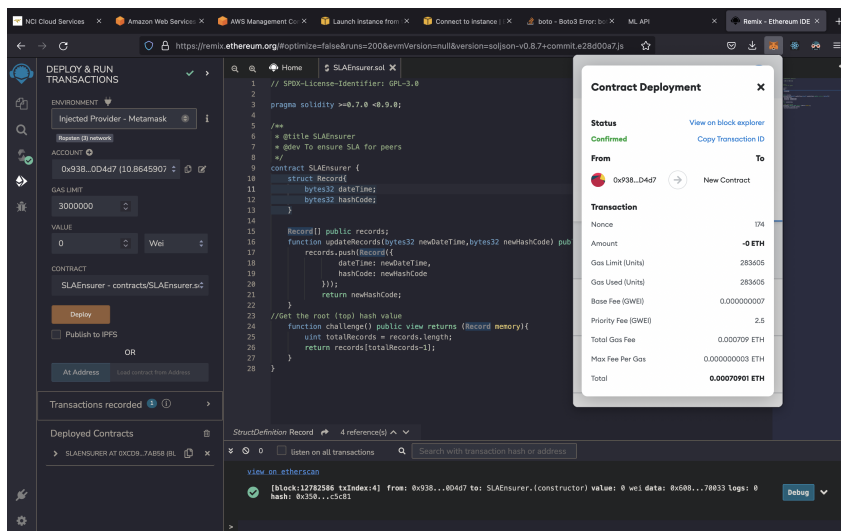 NCI Cloud Services
Amazon Web Services
AWS Management Con
Launch instance from
Connect to instance |
boto - Boto3 Error: bo
ML API
Remix - Ethereum IDE
https://remix.ethereum.org/#optimize=false&runs=200&evmVersion=null&version=soljson-v0.8.7+commit.e28d00a7.js
DEPLOY & RUN
TRANSACTIONS
ENVIRONMENT
Injected Provider - Metamask
Ropsten (3) network
ACCOUNT
0x938...0D4d7 (10.8645907
GAS LIMIT
3000000
VALUE
0
Wei
CONTRACT
SLAEnsurer - contracts/SLAEnsurer.s
Deploy
Publish to IPFS
OR
At Address
Load contract from Address
Transactions recorded 1
Deployed Contracts
SLAENSURER AT 0XCD9...7AB58 (BL
Home
SLAEnsurer.sol
1 // SPDX-License-Identifier: GPL-3.0
2
3 pragma solidity >=0.7.0 <0.9.0;
4
5 /**
6 * @title SLAEnsurer
7 * @dev To ensure SLA for peers
8 */
9 contract SLAEnsurer {
10 struct Record{
11 bytes32 dateTime;
12 bytes32 hashCode;
13 }
14
15 Record[] public records;
16 function updateRecords(bytes32 newDateTime,bytes32 newHashCode) pub
17 records.push(Record({
18 dateTime: newDateTime,
19 hashCode: newHashCode
20 }));
21 return newHashCode;
22 }
23 //Get the root (top) hash value
24 function challenge() public view returns (Record memory){
25 uint totalRecords = records.length;
26 return records[totalRecords-1];
27 }
28 }
StructDefinition Record 4 reference(s)
0 listen on all transactions
Search with transaction hash or address
view on etherscan
[block:12782586 txIndex:4] from: 0x938...0D4d7 to: SLAEnsurer.(constructor) value: 0 wei data: 0x608...70033 logs: 0
hash: 0x350...c5c81
Debug
>
Contract Deployment
Status
View on block explorer
Confirmed
Copy Transaction ID
From
To
0x938...D4d7
New Contract
Transaction
Nonce 174
Amount -0 ETH
Gas Limit (Units) 283605
Gas Used (Units) 283605
Base Fee (GWEI) 0.000000007
Priority Fee (GWEI) 2.5
Total Gas Fee 0.000709 ETH
Max Fee Per Gas 0.000000003 ETH
Total 0.00070901 ETH